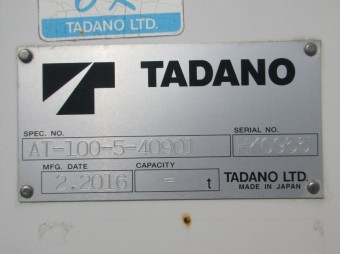 TADANO LTD.
TADANO
SPEC. NO.
SERIAL NO.
AT-100-5-40901
MFG. DATE
CAPACITY
2.2016
- t
TADANO LTD.
MADE IN JAPAN